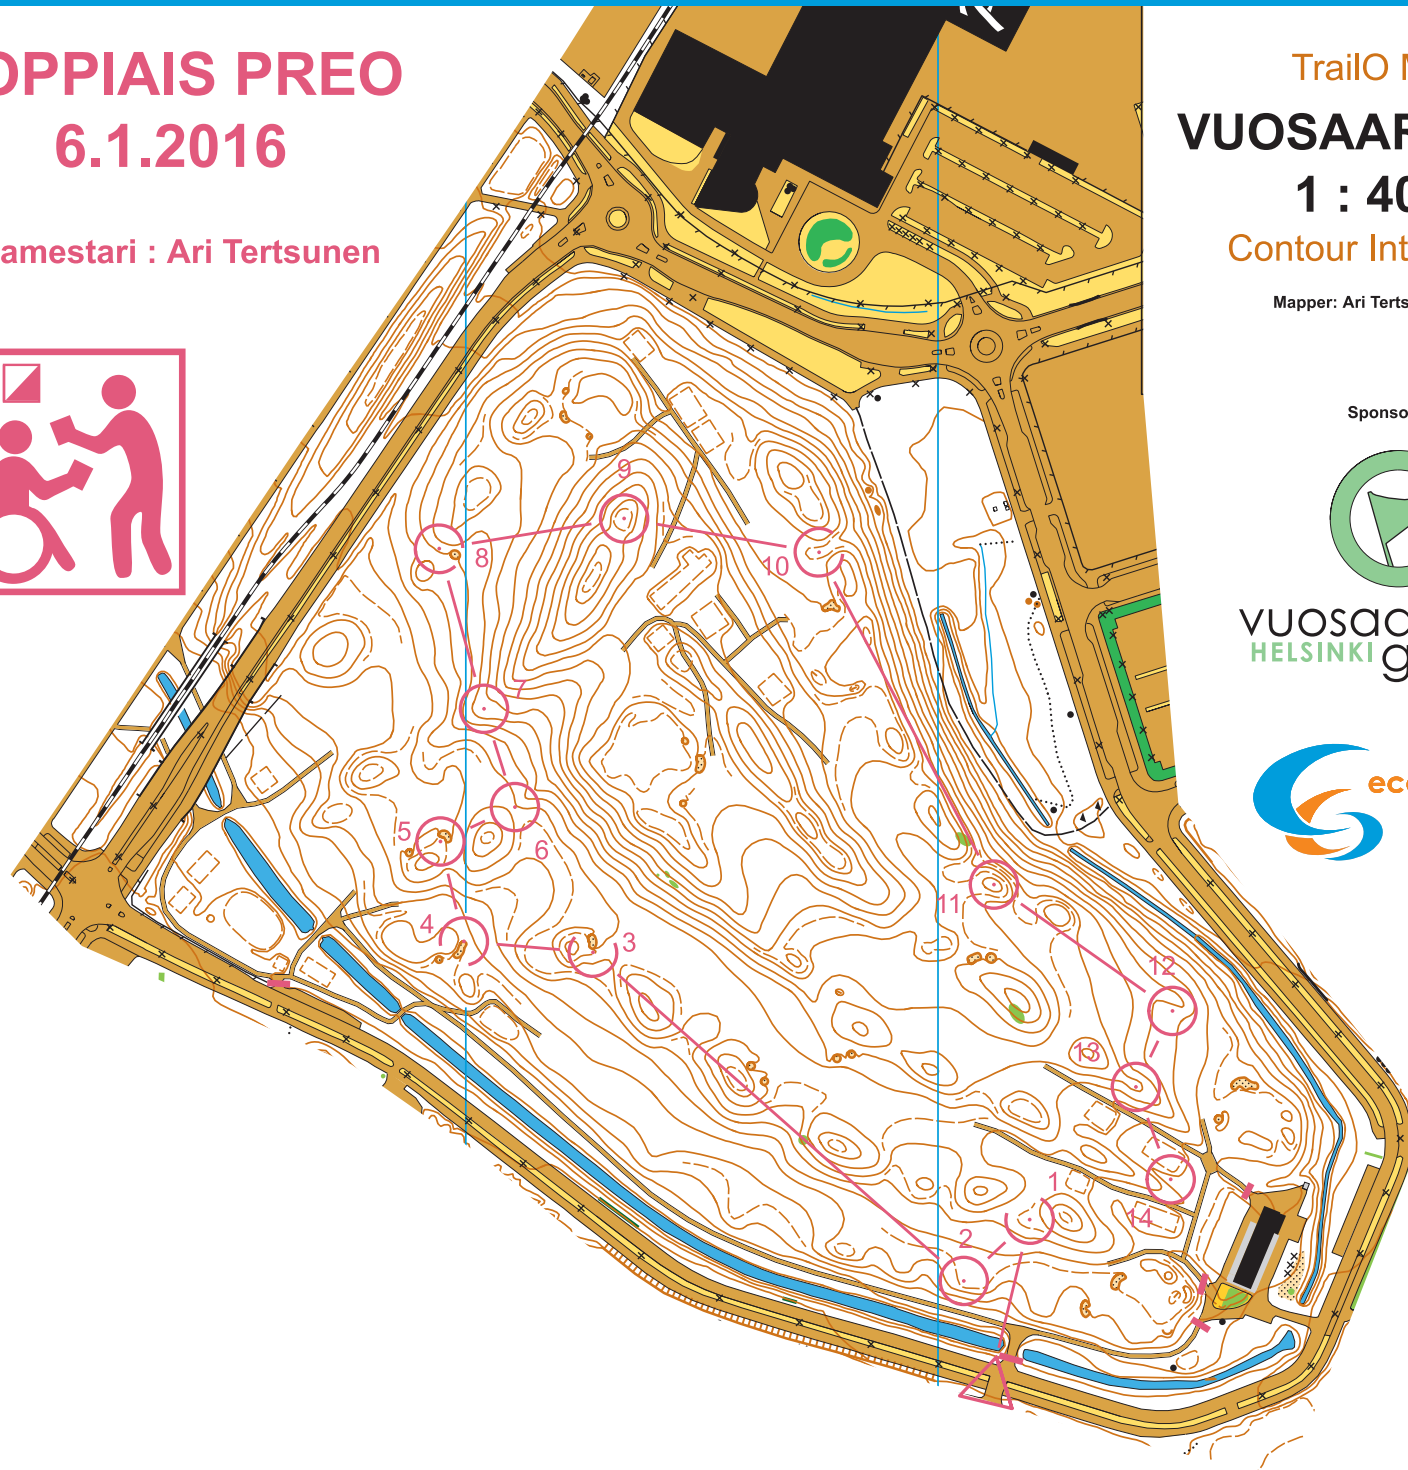 OPPIAIS PREO
6.1.2016
amestari : Ari Tertsunen
TrailO
VUOSAAR
1 : 40
Contour Int
Mapper: Ari Terts
Sponso
vuosa
HELSINKI g
eco
9
8
10
7
5
6
4
3
11
12
13
1
14
2